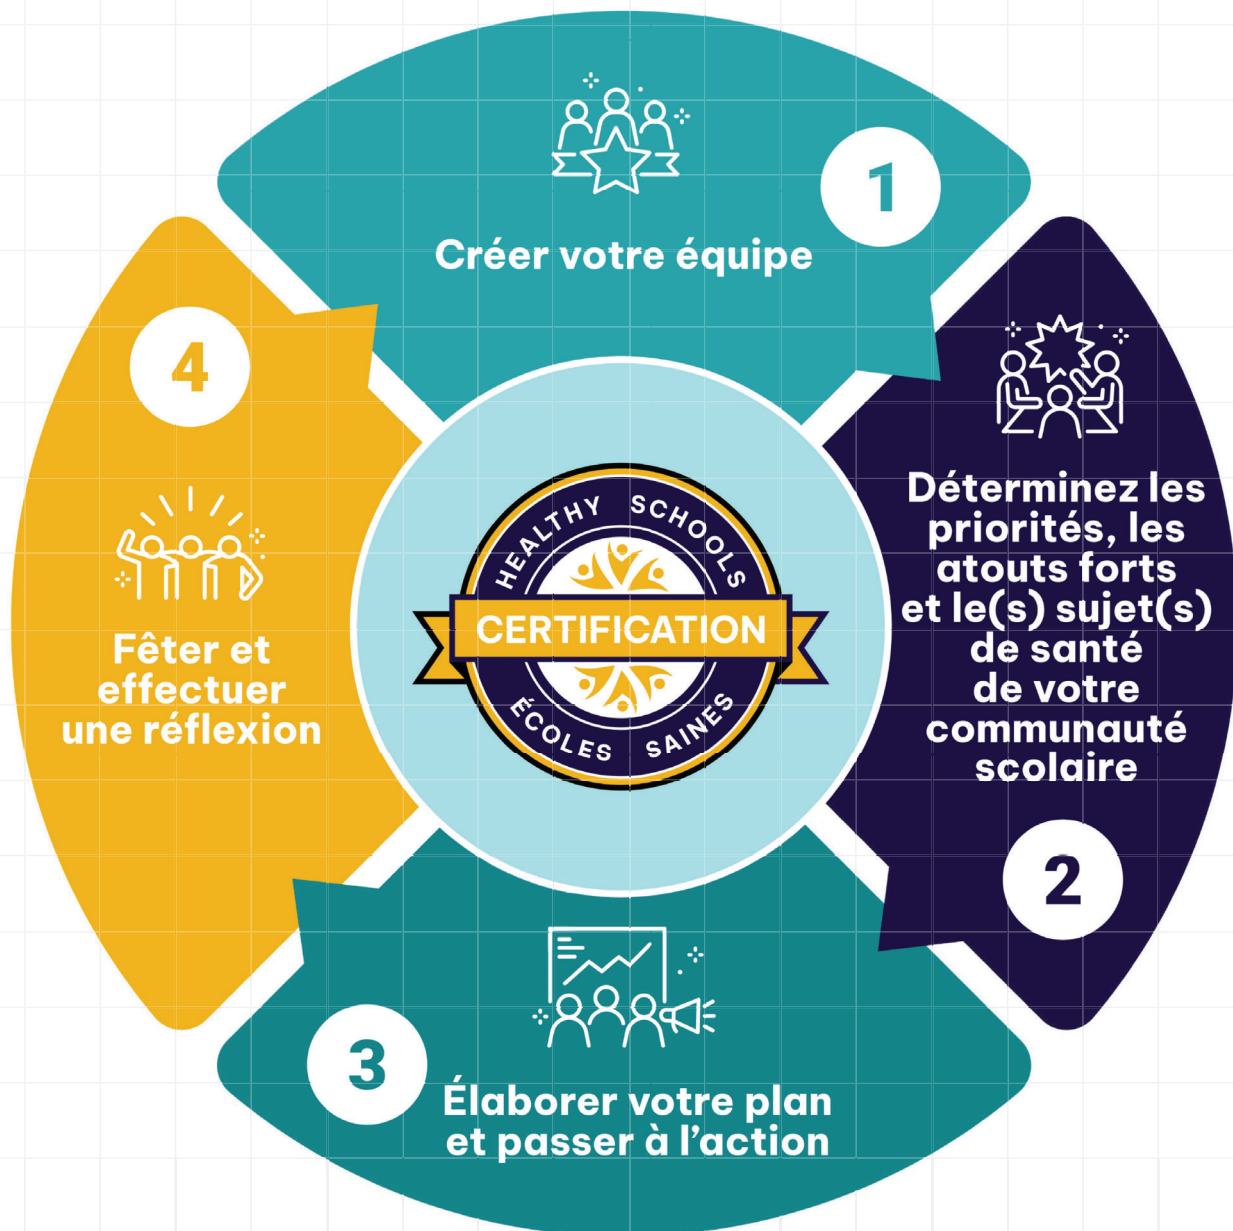 1
Créer votre équipe
2
Déterminez les
priorités, les
atouts forts
et le(s) sujet(s)
de santé
de votre
communauté
scolaire
3
Élaborer votre plan
et passer à l'action
4
Fêter et
effectuer
une réflexion
HEALTHY SCHOOLS
CERTIFICATION
ÉCOLES SAINES